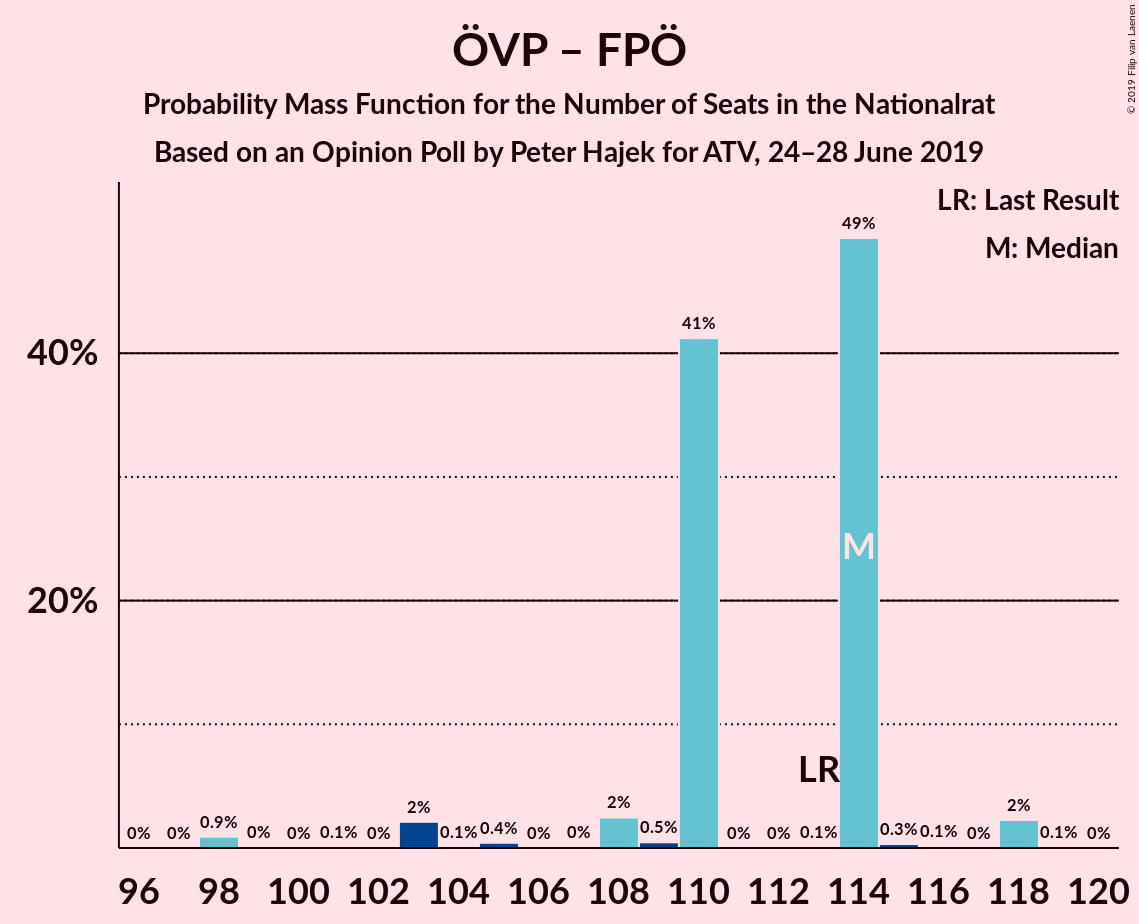 ÖVP – FPÖ
Probability Mass Function for the Number of Seats in the Nationalrat
Based on an Opinion Poll by Peter Hajek for ATV, 24–28 June 2019
© 2019 Filip van Laenen
LR: Last Result
M: Median
40%
20%
0% 0% 0.9% 0% 0% 0.1% 0% 2% 0.1% 0.4% 0% 0% 2% 0.5% 41% 0% 0% 0.1% 49% 0.3% 0.1% 0% 2% 0.1% 0%
M
LR
96 98 100 102 104 106 108 110 112 114 116 118 120